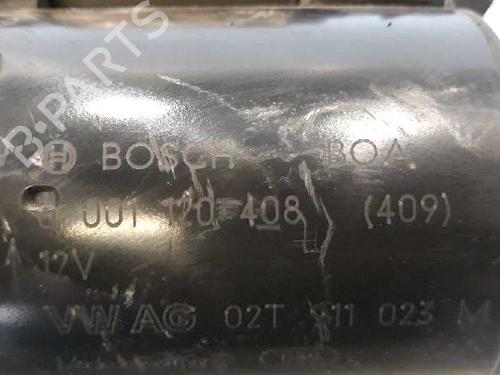 B-PARTS
BOSCH BOA
0 001 120 408 (409)
12V
VW AG 02T 911 023 M